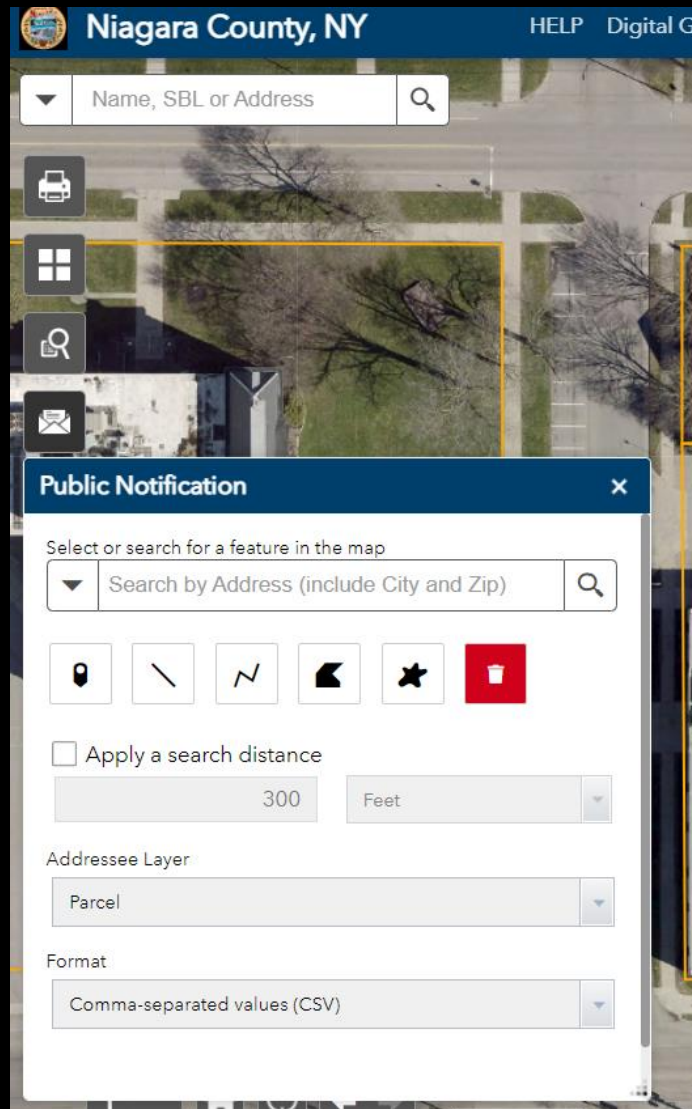 Niagara County, NY
HELP Digital G
Name, SBL or Address
Public Notification
Select or search for a feature in the map
Search by Address (include City and Zip)
Apply a search distance
300 Feet
Addressee Layer
Parcel
Format
Comma-separated values (CSV)